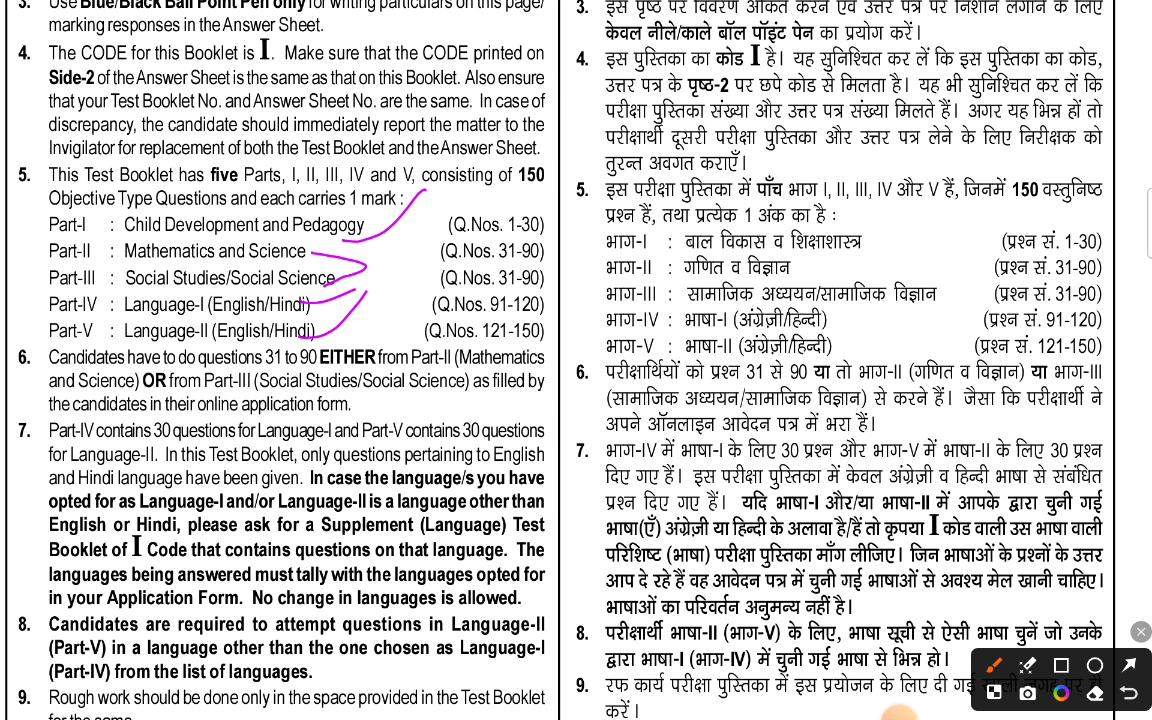 3. Use Blue/Black Ball Point Pen only for writing particulars on this page/
marking responses in the Answer Sheet.
4. The CODE for this Booklet is I. Make sure that the CODE printed on
Side-2 of the Answer Sheet is the same as that on this Booklet. Also ensure
that your Test Booklet No. and Answer Sheet No. are the same. In case of
discrepancy, the candidate should immediately report the matter to the
Invigilator for replacement of both the Test Booklet and the Answer Sheet.
5. This Test Booklet has five Parts, I, II, III, IV and V, consisting of 150
Objective Type Questions and each carries 1 mark :
Part-I : Child Development and Pedagogy (Q.Nos. 1-30)
Part-II : Mathematics and Science (Q.Nos. 31-90)
Part-III : Social Studies/Social Science (Q.Nos. 31-90)
Part-IV : Language-I (English/Hindi) (Q.Nos. 91-120)
Part-V : Language-II (English/Hindi) (Q.Nos. 121-150)
6. Candidates have to do questions 31 to 90 EITHER from Part-II (Mathematics
and Science) OR from Part-III (Social Studies/Social Science) as filled by
the candidates in their online application form.
7. Part-IV contains 30 questions for Language-I and Part-V contains 30 questions
for Language-II. In this Test Booklet, only questions pertaining to English
and Hindi language have been given. In case the language/s you have
opted for as Language-I and/or Language-II is a language other than
English or Hindi, please ask for a Supplement (Language) Test
Booklet of I Code that contains questions on that language. The
languages being answered must tally with the languages opted for
in your Application Form. No change in languages is allowed.
8. Candidates are required to attempt questions in Language-II
(Part-V) in a language other than the one chosen as Language-I
(Part-IV) from the list of languages.
9. Rough work should be done only in the space provided in the Test Booklet
for the same.
3. इस पृष्ठ पर विवरण अंकित करने एवं उत्तर पत्र पर निशान लगाने के लिए
केवल नीले/काले बॉल पॉइंट पेन का प्रयोग करें।
4. इस पुस्तिका का कोड I है। यह सुनिश्चित कर लें कि इस पुस्तिका का कोड,
उत्तर पत्र के पृष्ठ-2 पर छपे कोड से मिलता है। यह भी सुनिश्चित कर लें कि
परीक्षा पुस्तिका संख्या और उत्तर पत्र संख्या मिलते हैं। अगर यह भिन्न हों तो
परीक्षार्थी दूसरी परीक्षा पुस्तिका और उत्तर पत्र लेने के लिए निरीक्षक को
तुरन्त अवगत कराएँ।
5. इस परीक्षा पुस्तिका में पाँच भाग I, II, III, IV और V हैं, जिनमें 150 वस्तुनिष्ठ
प्रश्न हैं, तथा प्रत्येक 1 अंक का है :
भाग-I : बाल विकास व शिक्षाशास्त्र (प्रश्न सं. 1-30)
भाग-II : गणित व विज्ञान (प्रश्न सं. 31-90)
भाग-III : सामाजिक अध्ययन/सामाजिक विज्ञान (प्रश्न सं. 31-90)
भाग-IV : भाषा-I (अंग्रेज़ी/हिन्दी) (प्रश्न सं. 91-120)
भाग-V : भाषा-II (अंग्रेज़ी/हिन्दी) (प्रश्न सं. 121-150)
6. परीक्षार्थियों को प्रश्न 31 से 90 या तो भाग-II (गणित व विज्ञान) या भाग-III
(सामाजिक अध्ययन/सामाजिक विज्ञान) से करने हैं। जैसा कि परीक्षार्थी ने
अपने ऑनलाइन आवेदन पत्र में भरा हैं।
7. भाग-IV में भाषा-I के लिए 30 प्रश्न और भाग-V में भाषा-II के लिए 30 प्रश्न
दिए गए हैं। इस परीक्षा पुस्तिका में केवल अंग्रेज़ी व हिन्दी भाषा से संबंधित
प्रश्न दिए गए हैं। यदि भाषा-I और/या भाषा-II में आपके द्वारा चुनी गई
भाषा(एँ) अंग्रेज़ी या हिन्दी के अलावा है/हैं तो कृपया I कोड वाली उस भाषा वाली
परिशिष्ट (भाषा) परीक्षा पुस्तिका माँग लीजिए। जिन भाषाओं के प्रश्नों के उत्तर
आप दे रहे हैं वह आवेदन पत्र में चुनी गई भाषाओं से अवश्य मेल खानी चाहिए।
भाषाओं का परिवर्तन अनुमन्य नहीं है।
8. परीक्षार्थी भाषा-II (भाग-V) के लिए, भाषा सूची से ऐसी भाषा चुनें जो उनके
द्वारा भाषा-I (भाग-IV) में चुनी गई भाषा से भिन्न हो।
9. रफ कार्य परीक्षा पुस्तिका में इस प्रयोजन के लिए दी गई खाली जगह पर ही
करें।